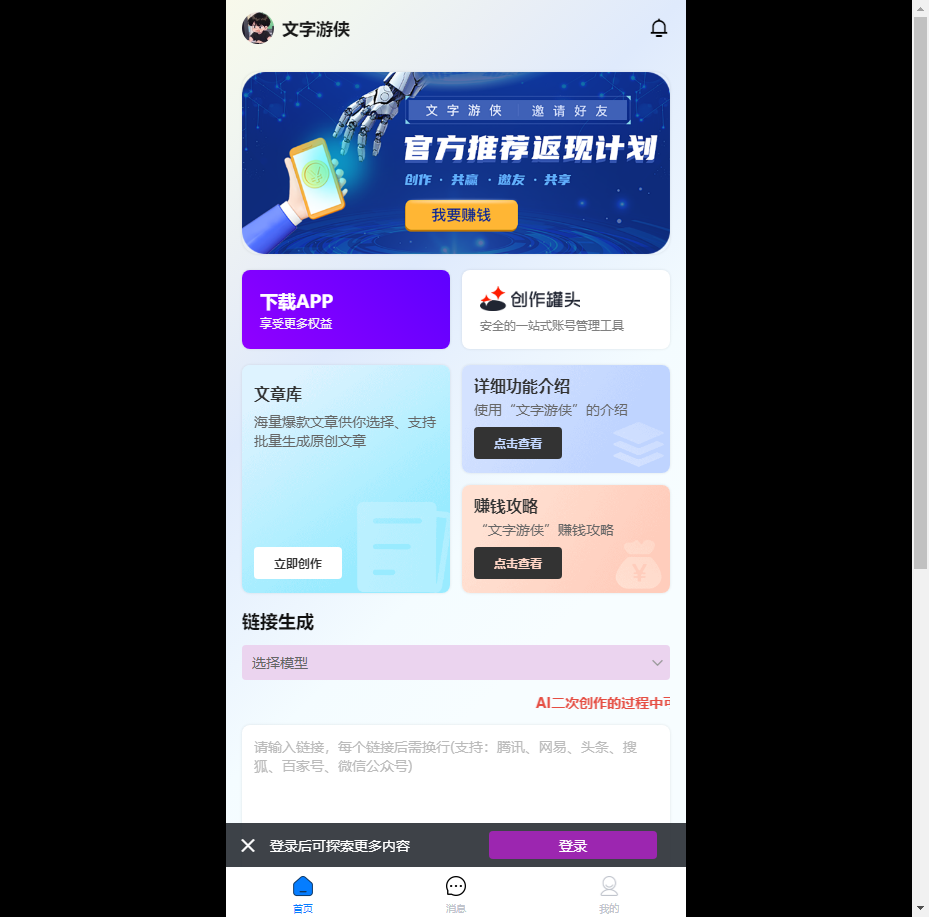 文字游侠
文字游侠 邀请好友
官方推荐返现计划
创作 · 共赢 · 邀友 · 共享
我要赚钱
下载APP
享受更多权益
创作罐头
安全的一站式账号管理工具
文章库
海量爆款文章供你选择、支持
批量生成原创文章
立即创作
详细功能介绍
使用“文字游侠”的介绍
点击查看
赚钱攻略
“文字游侠”赚钱攻略
点击查看
链接生成
选择模型
AI二次创作的过程中可
请输入链接，每个链接后需换行(支持：腾讯、网易、头条、搜
狐、百家号、微信公众号)
登录后可探索更多内容
登录
首页
消息
我的